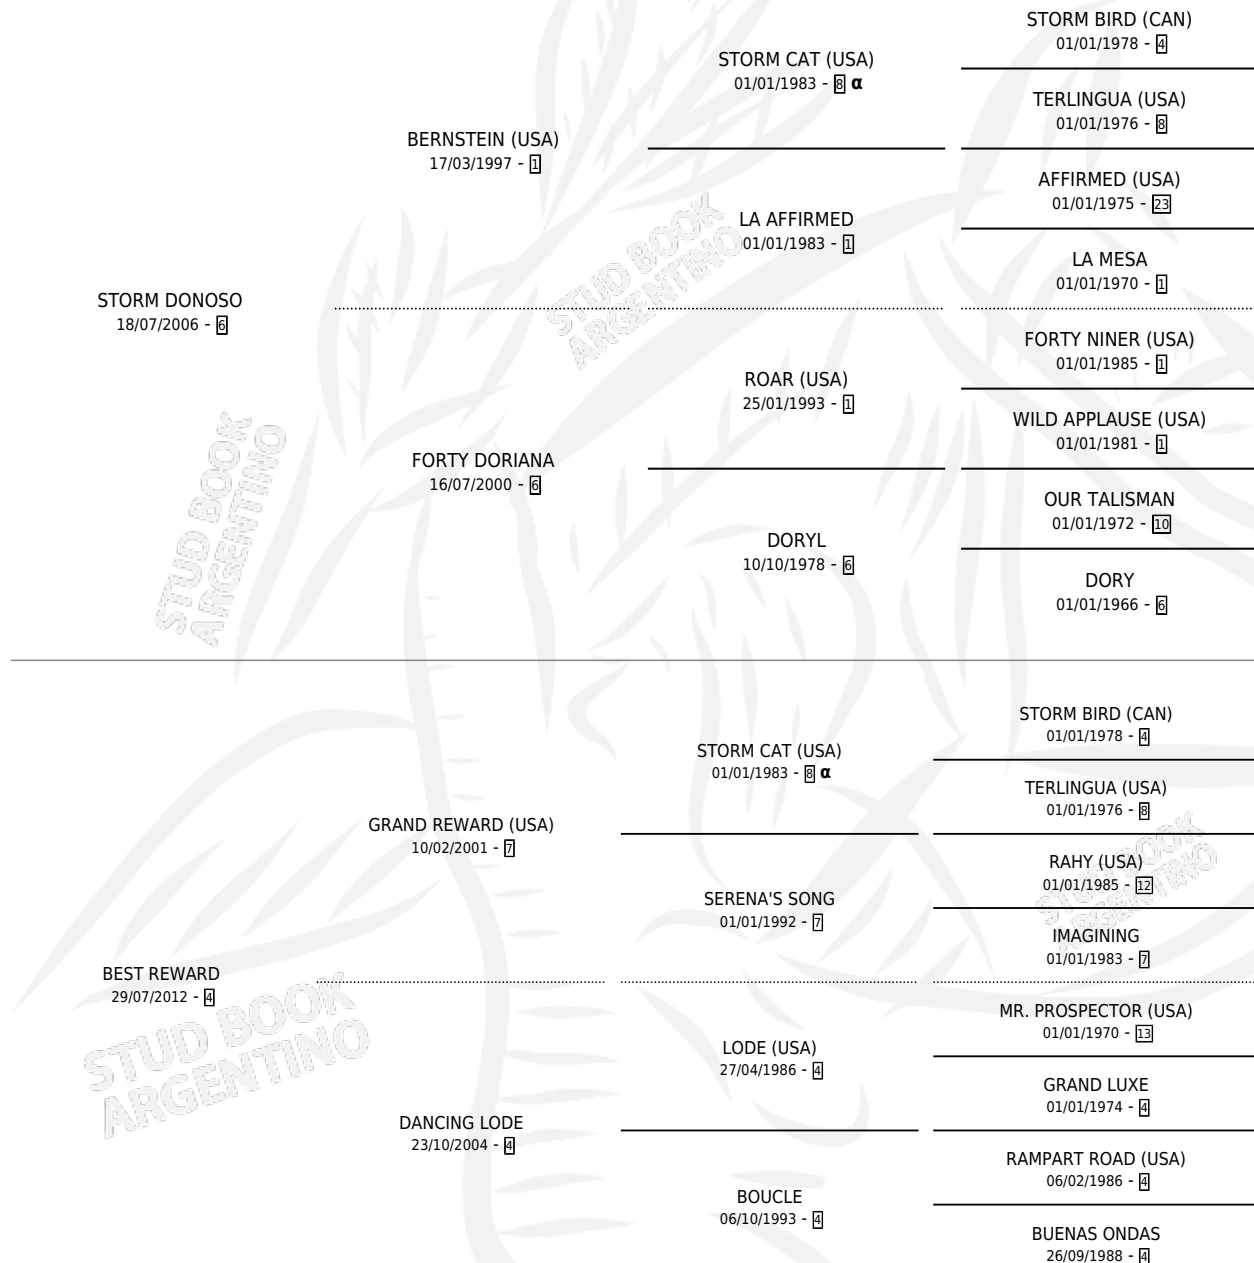 STORM BIRD (CAN)
01/01/1978 - 4
STORM CAT (USA)
01/01/1983 - 8 α
TERLINGUA (USA)
01/01/1976 - 8
BERNSTEIN (USA)
17/03/1997 - 1
AFFIRMED (USA)
01/01/1975 - 23
LA AFFIRMED
01/01/1983 - 1
LA MESA
01/01/1970 - 1
STORM DONOSO
18/07/2006 - 6
FORTY NINER (USA)
01/01/1985 - 1
ROAR (USA)
25/01/1993 - 1
WILD APPLAUSE (USA)
01/01/1981 - 1
FORTY DORIANA
16/07/2000 - 6
OUR TALISMAN
01/01/1972 - 10
DORYL
10/10/1978 - 6
DORY
01/01/1966 - 6
STUD BOOK
ARGENTINO
STUD BOOK
ARGENTINO
STORM BIRD (CAN)
01/01/1978 - 4
STORM CAT (USA)
01/01/1983 - 8 α
TERLINGUA (USA)
01/01/1976 - 8
GRAND REWARD (USA)
10/02/2001 - 7
RAHY (USA)
01/01/1985 - 12
SERENA'S SONG
01/01/1992 - 7
IMAGINING
01/01/1983 - 7
BEST REWARD
29/07/2012 - 4
MR. PROSPECTOR (USA)
01/01/1970 - 13
LODE (USA)
27/04/1986 - 4
GRAND LUXE
01/01/1974 - 4
DANCING LODE
23/10/2004 - 4
RAMPART ROAD (USA)
06/02/1986 - 4
BOUCLE
06/10/1993 - 4
BUENAS ONDAS
26/09/1988 - 4
STUD BOOK
ARGENTINO
STUD BOOK
ARGENTINO